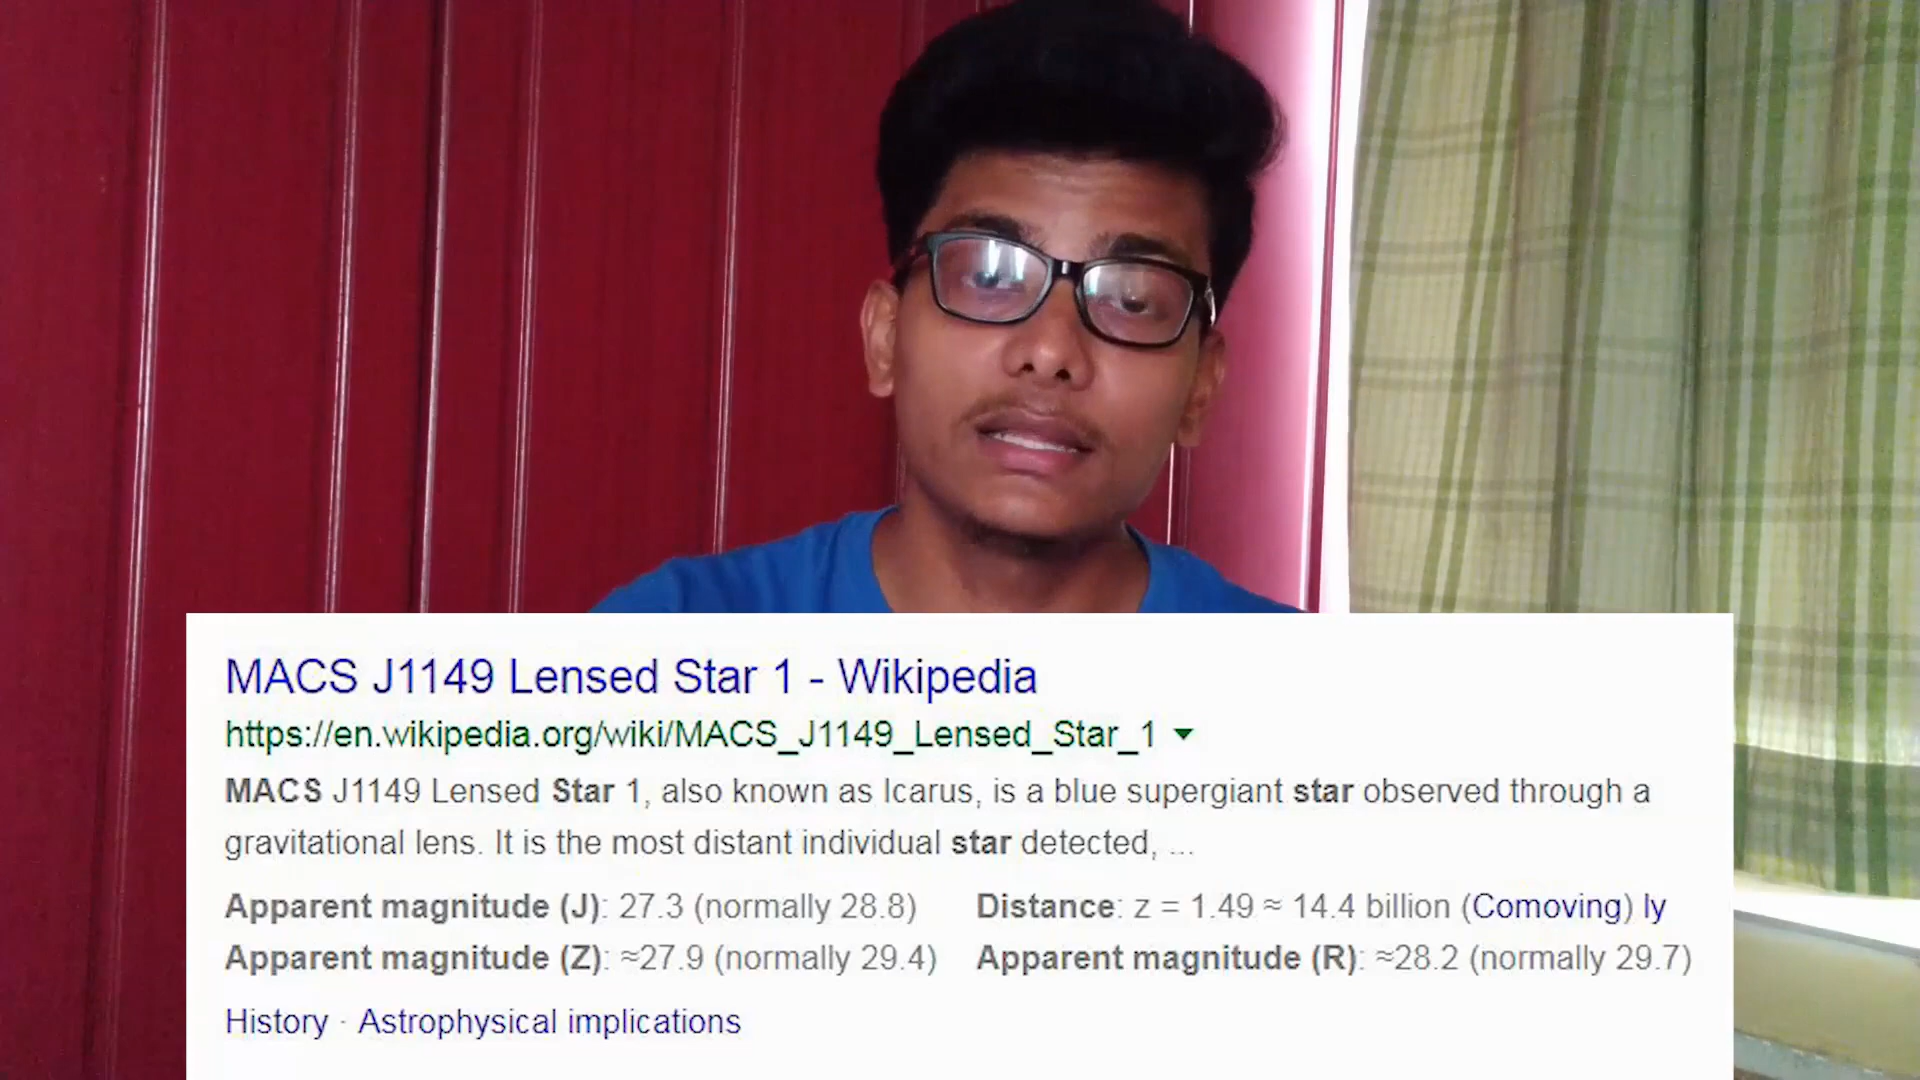 MACS J1149 Lensed Star 1 - Wikipedia
https://en.wikipedia.org/wiki/MACS_J1149_Lensed_Star_1
MACS J1149 Lensed Star 1, also known as Icarus, is a blue supergiant star observed through a
gravitational lens. It is the most distant individual star detected, ...
Apparent magnitude (J): 27.3 (normally 28.8) Distance: z = 1.49 ≈ 14.4 billion (Comoving) ly
Apparent magnitude (Z): ≈27.9 (normally 29.4) Apparent magnitude (R): ≈28.2 (normally 29.7)
History · Astrophysical implications